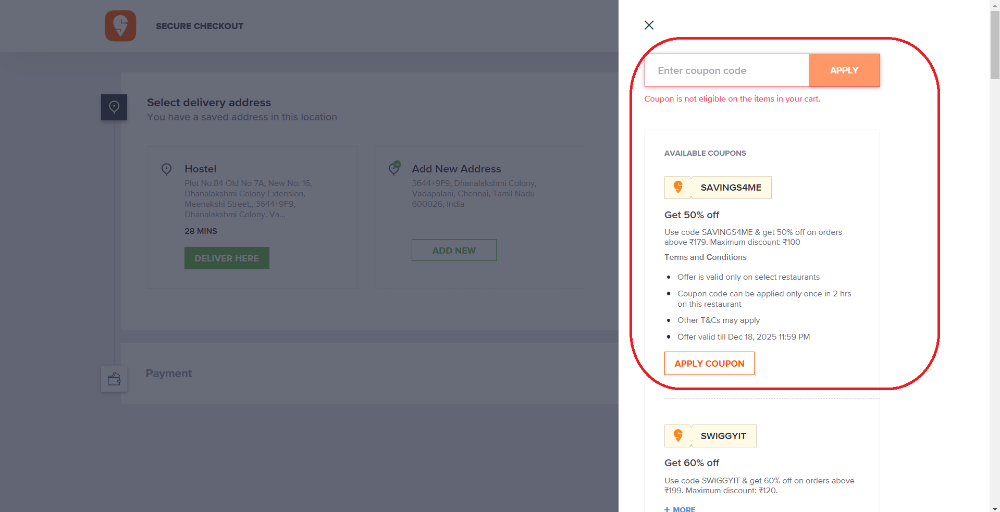 SECURE CHECKOUT
Select delivery address
You have a saved address in this location
Hostel
Plot No.84 Old No 7A, New No. 16,
Dhanalakshmi Colony Extension,
Meenakshi Street,, 3644+9F9,
Dhanalakshmi Colony, Va...
28 MINS
DELIVER HERE
Add New Address
3644+9F9, Dhanalakshmi Colony,
Vadapalani, Chennai, Tamil Nadu
600026, India
ADD NEW
Payment
Enter coupon code
APPLY
Coupon is not eligible on the items in your cart.
AVAILABLE COUPONS
SAVINGS4ME
Get 50% off
Use code SAVINGS4ME & get 50% off on orders
above ₹179. Maximum discount: ₹100
Terms and Conditions
• Offer is valid only on select restaurants
• Coupon code can be applied only once in 2 hrs
on this restaurant
• Other T&Cs may apply
• Offer valid till Dec 18, 2025 11:59 PM
APPLY COUPON
SWIGGYIT
Get 60% off
Use code SWIGGYIT & get 60% off on orders above
₹199. Maximum discount: ₹120.
+ MORE